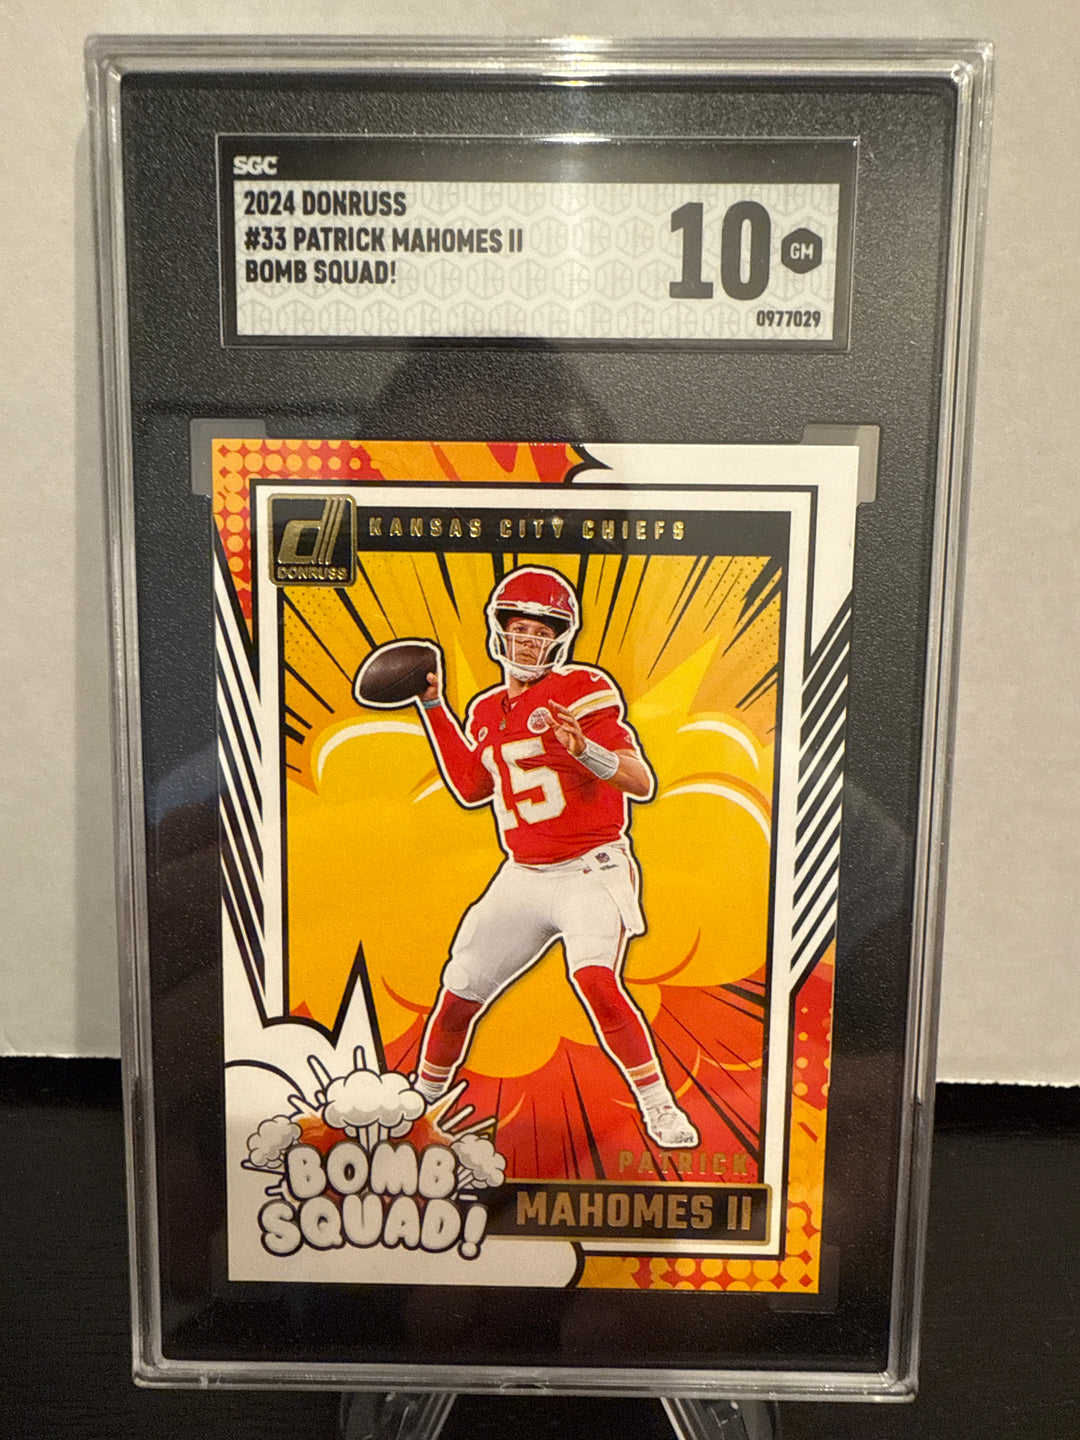 SGC
2024 DONRUSS
#33 PATRICK MAHOMES II
BOMB SQUAD!
10
GM
0977029
DONRUSS
KANSAS CITY CHIEFS
15
BOMB
SQUAD!
PATRICK
MAHOMES II